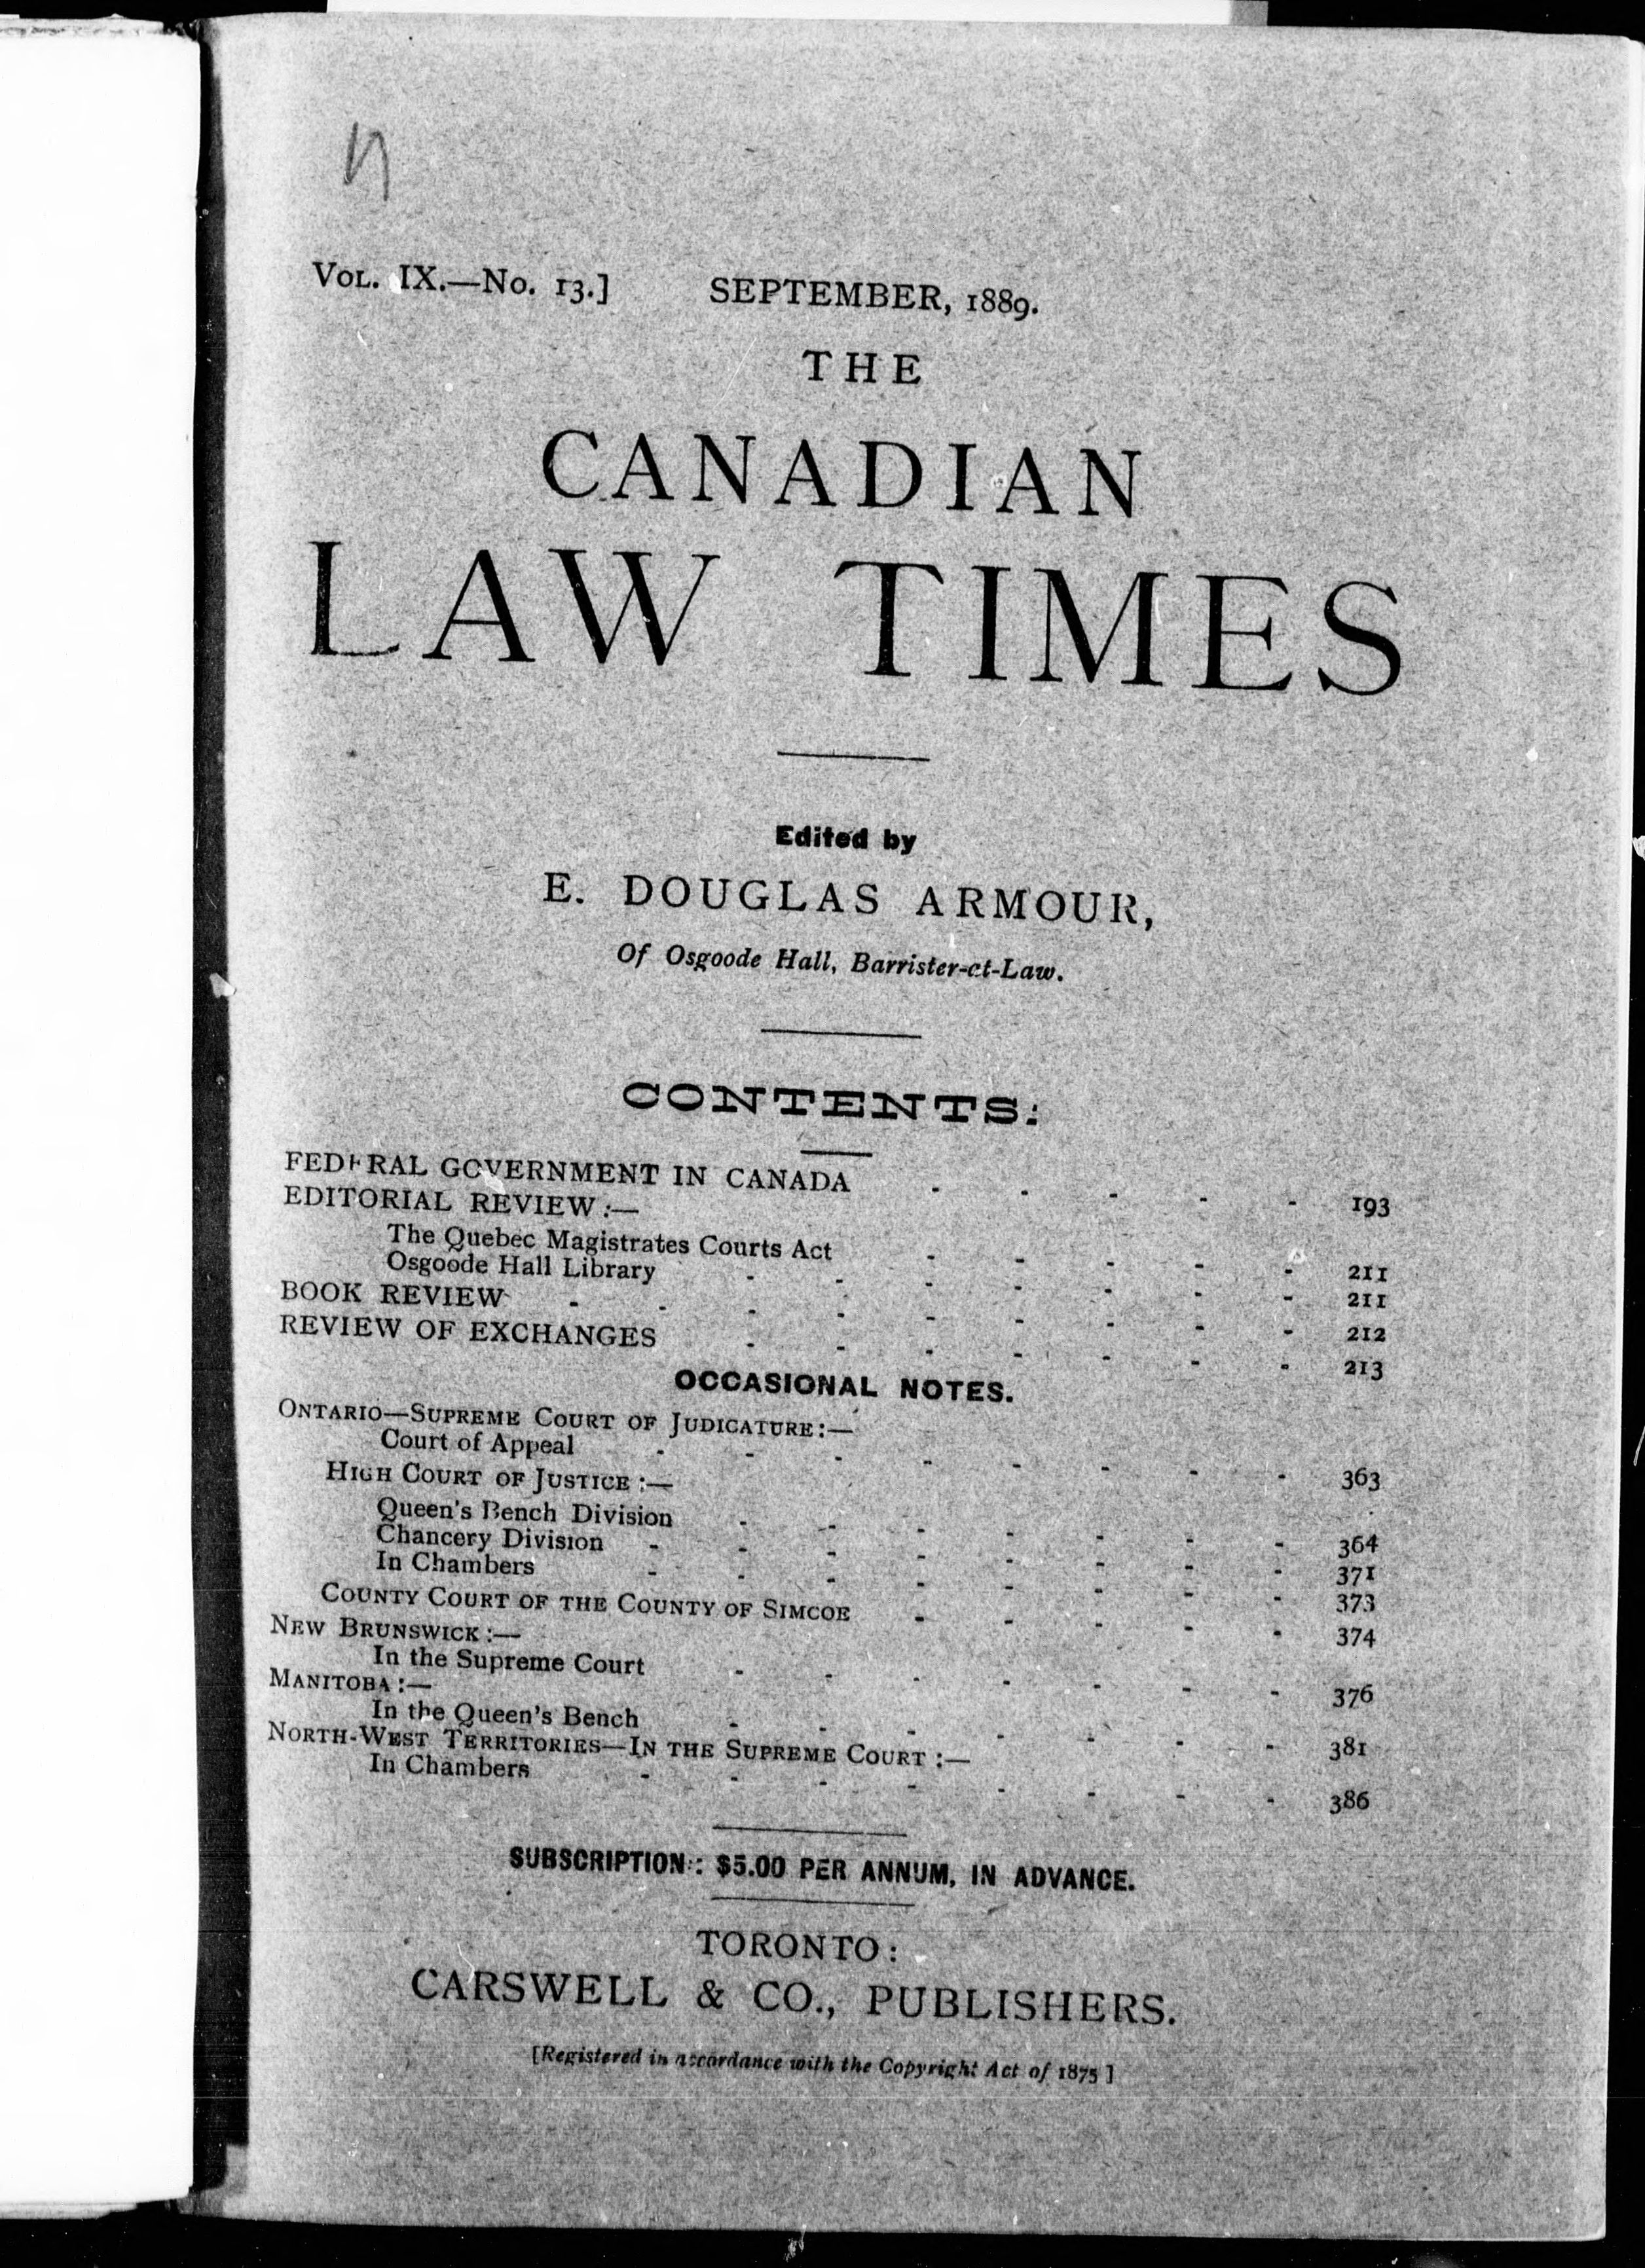 VOL. IX.—No. 13.] SEPTEMBER, 1889.
THE
CANADIAN
LAW TIMES
Edited by
E. DOUGLAS ARMOUR,
Of Osgoode Hall, Barrister-at-Law.
CONTENTS:
FEDERAL GOVERNMENT IN CANADA - - - - - 193
EDITORIAL REVIEW:—
The Quebec Magistrates Courts Act - - - - - 211
Osgoode Hall Library - - - - - - - 211
BOOK REVIEW - - - - - - - - - 212
REVIEW OF EXCHANGES - - - - - - - 213
OCCASIONAL NOTES.
ONTARIO—SUPREME COURT OF JUDICATURE:—
Court of Appeal - - - - - - - - 363
HIGH COURT OF JUSTICE:—
Queen's Bench Division - - - - - - - 364
Chancery Division - - - - - - - - 371
In Chambers - - - - - - - - 373
COUNTY COURT OF THE COUNTY OF SIMCOE - - - - - 374
NEW BRUNSWICK:—
In the Supreme Court - - - - - - - 376
MANITOBA:—
In the Queen's Bench - - - - - - - 381
NORTH-WEST TERRITORIES—IN THE SUPREME COURT:—
In Chambers - - - - - - - - 386
SUBSCRIPTION: $5.00 PER ANNUM, IN ADVANCE.
TORONTO:
CARSWELL & CO., PUBLISHERS.
[Registered in accordance with the Copyright Act of 1875]